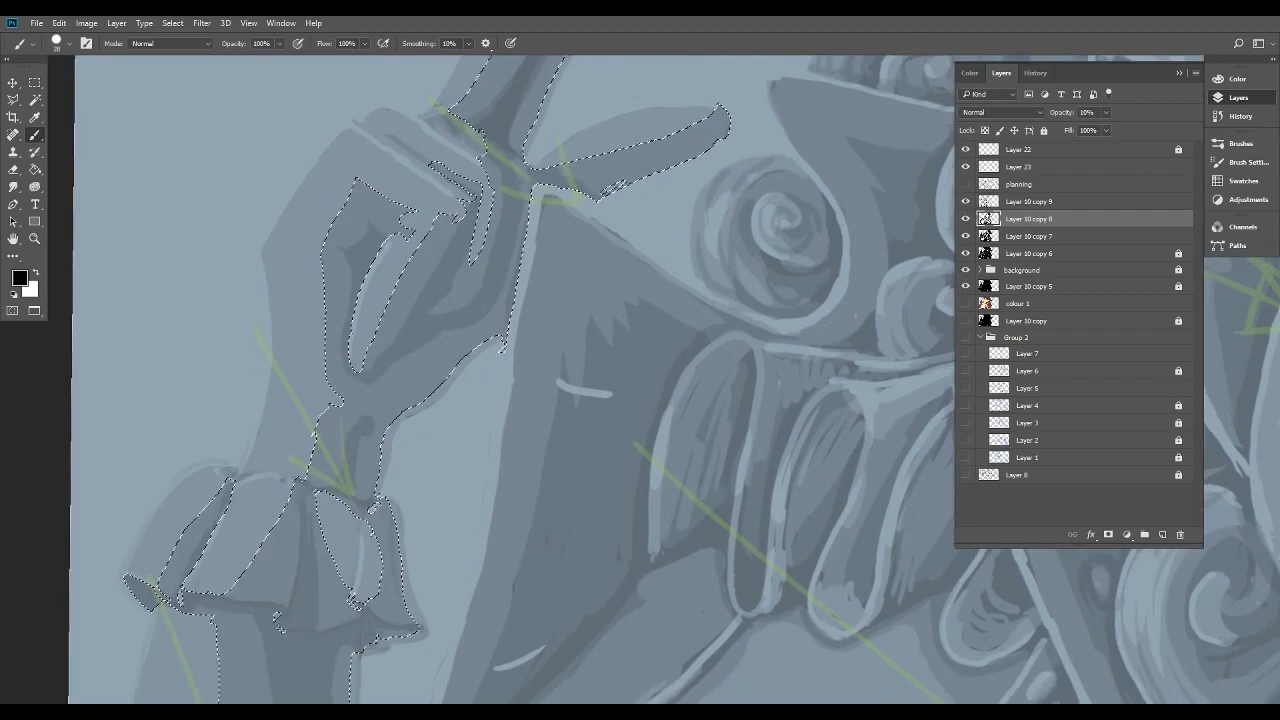 Ps File Edit Image Layer Type Select Filter 3D View Window Help
28 Mode: Normal Opacity: 100% Flow: 100% Smoothing: 10%
Color Layers History
Kind
Normal Opacity: 10%
Lock: Fill: 100%
Layer 22
Layer 23
planning
Layer 10 copy 9
Layer 10 copy 8
Layer 10 copy 7
Layer 10 copy 6
background
Layer 10 copy 5
colour 1
Layer 10 copy
Group 2
Layer 7
Layer 6
Layer 5
Layer 4
Layer 3
Layer 2
Layer 1
Layer 8
fx
Color
Layers
History
Brushes
Brush Setti...
Swatches
Adjustments
Channels
Paths